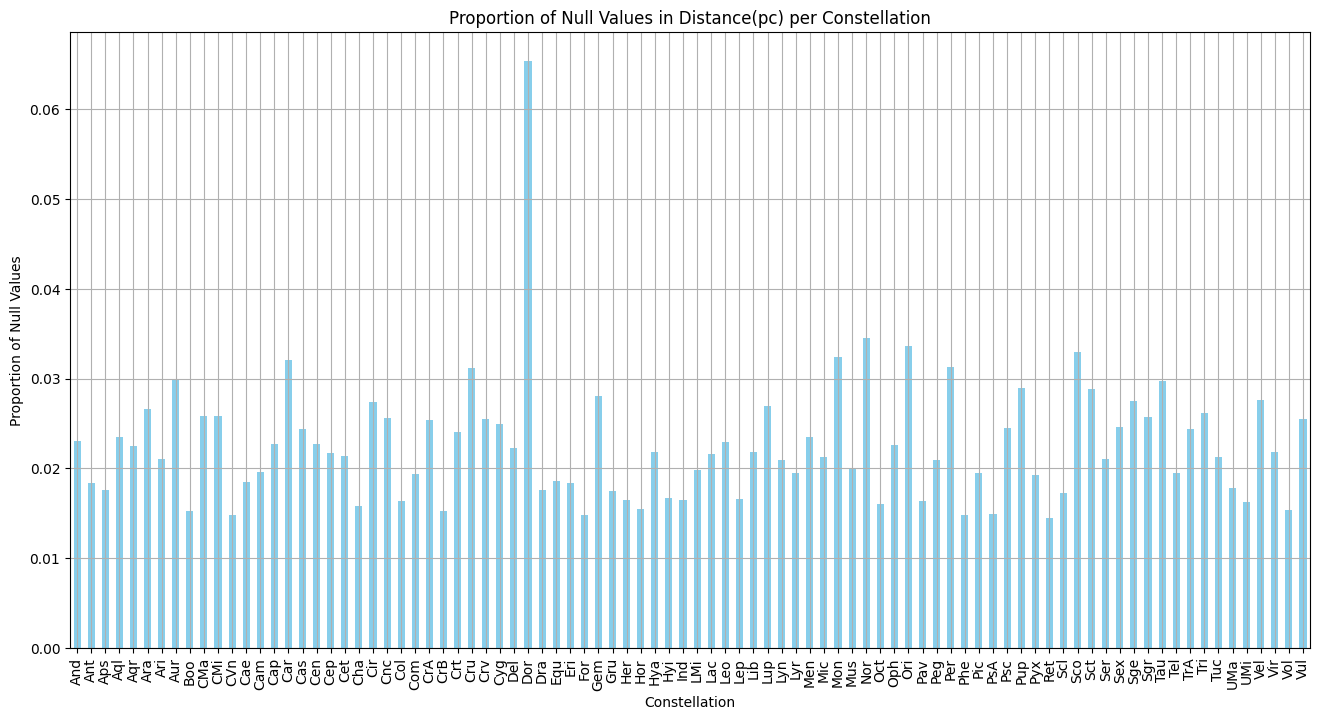 Proportion of Null Values in Distance(pc) per Constellation
Proportion of Null Values
0.06
0.05
0.04
0.03
0.02
0.01
0.00
And Ant Aps Aql Aqr Ara Ari Aur Boo CMa CMi CVn Cae Cam Cap Car Cas Cen Cep Cet Cha Cir Cnc Col Com CrA CrB Crt Cru Crv Cyg Del Dor Dra Equ Eri For Gem Gru Her Hor Hya Hyi Ind LMi Lac Leo Lep Lib Lup Lyn Lyr Men Mic Mon Mus Nor Oct Oph Ori Pav Peg Per Phe Pic PsA Psc Pup Pyx Ret Scl Sco Sct Ser Sex Sge Sgr Tau Tel TrA Tri Tuc UMa UMi Vel Vir Vol Vul
Constellation